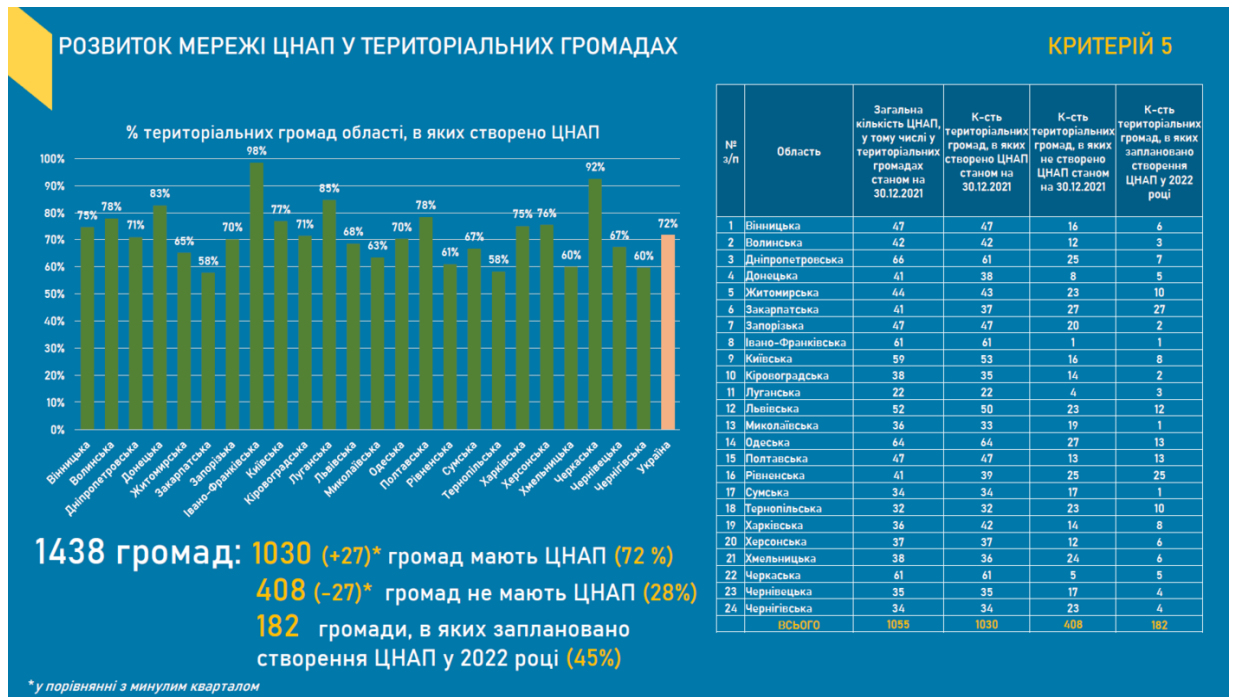 РОЗВИТОК МЕРЕЖІ ЦНАП У ТЕРИТОРІАЛЬНИХ ГРОМАДАХ
КРИТЕРІЙ 5
% територіальних громад області, в яких створено ЦНАП
100%
90%
80%
70%
60%
50%
40%
30%
20%
10%
0%
75% 78% 71% 83% 65% 58% 70% 98% 77% 71% 85% 68% 63% 70% 78% 61% 67% 58% 75% 76% 60% 92% 67% 60% 72%
Вінницька Волинська Дніпропетровська Донецька Житомирська Закарпатська Запорізька Івано-Франківська Київська Кіровоградська Луганська Львівська Миколаївська Одеська Полтавська Рівненська Сумська Тернопільська Харківська Херсонська Хмельницька Черкаська Чернівецька Чернігівська Україна
1438 громад: 1030 (+27)* громад мають ЦНАП (72 %)
408 (-27)* громад не мають ЦНАП (28%)
182 громади, в яких заплановано
створення ЦНАП у 2022 році (45%)
*у порівнянні з минулим кварталом
№ з/п
Область
Загальна
кількість ЦНАП,
у тому числі у
територіальних
громадах
станом на
30.12.2021
К-сть
територіальних
громад, в яких
створено ЦНАП
станом на
30.12.2021
К-сть
територіальних
громад, в яких
не створено
ЦНАП станом
на 30.12.2021
К-сть
територіальних
громад, в яких
заплановано
створення
ЦНАП у 2022
році
1 Вінницька 47 47 16 6
2 Волинська 42 42 12 3
3 Дніпропетровська 66 61 25 7
4 Донецька 41 38 8 5
5 Житомирська 44 43 23 10
6 Закарпатська 41 37 27 27
7 Запорізька 47 47 20 2
8 Івано-Франківська 61 61 1 1
9 Київська 59 53 16 8
10 Кіровоградська 38 35 14 2
11 Луганська 22 22 4 3
12 Львівська 52 50 23 12
13 Миколаївська 36 33 19 1
14 Одеська 64 64 27 13
15 Полтавська 47 47 13 13
16 Рівненська 41 39 25 25
17 Сумська 34 34 17 1
18 Тернопільська 32 32 23 10
19 Харківська 36 42 14 8
20 Херсонська 37 37 12 6
21 Хмельницька 38 36 24 6
22 Черкаська 61 61 5 5
23 Чернівецька 35 35 17 4
24 Чернігівська 34 34 23 4
ВСЬОГО 1055 1030 408 182